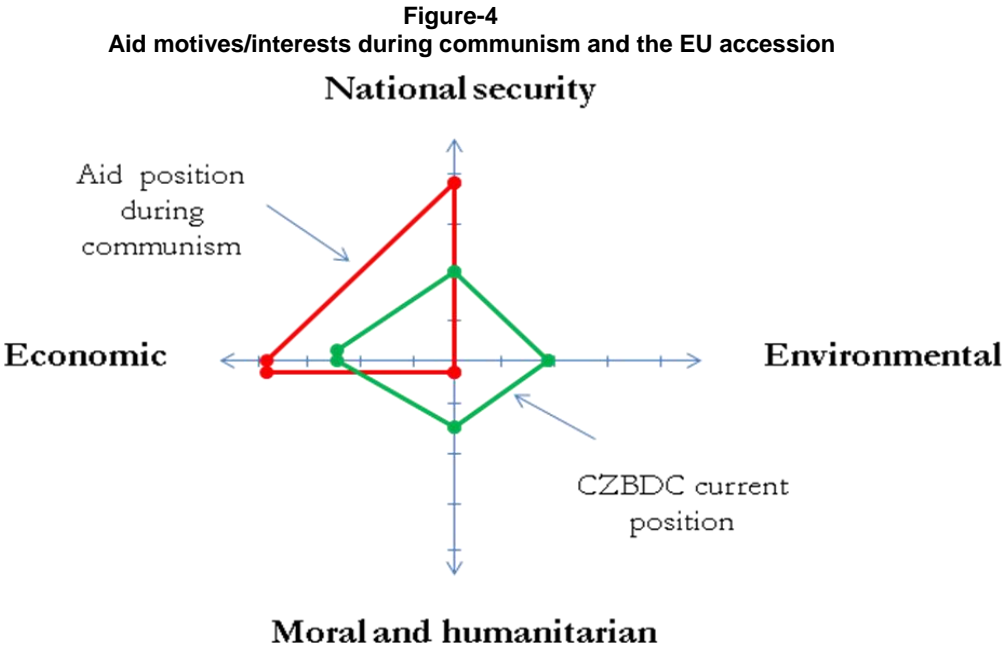 Figure-4
Aid motives/interests during communism and the EU accession
National security
Aid position
during
communism
Economic
Environmental
CZBDC current
position
Moral and humanitarian